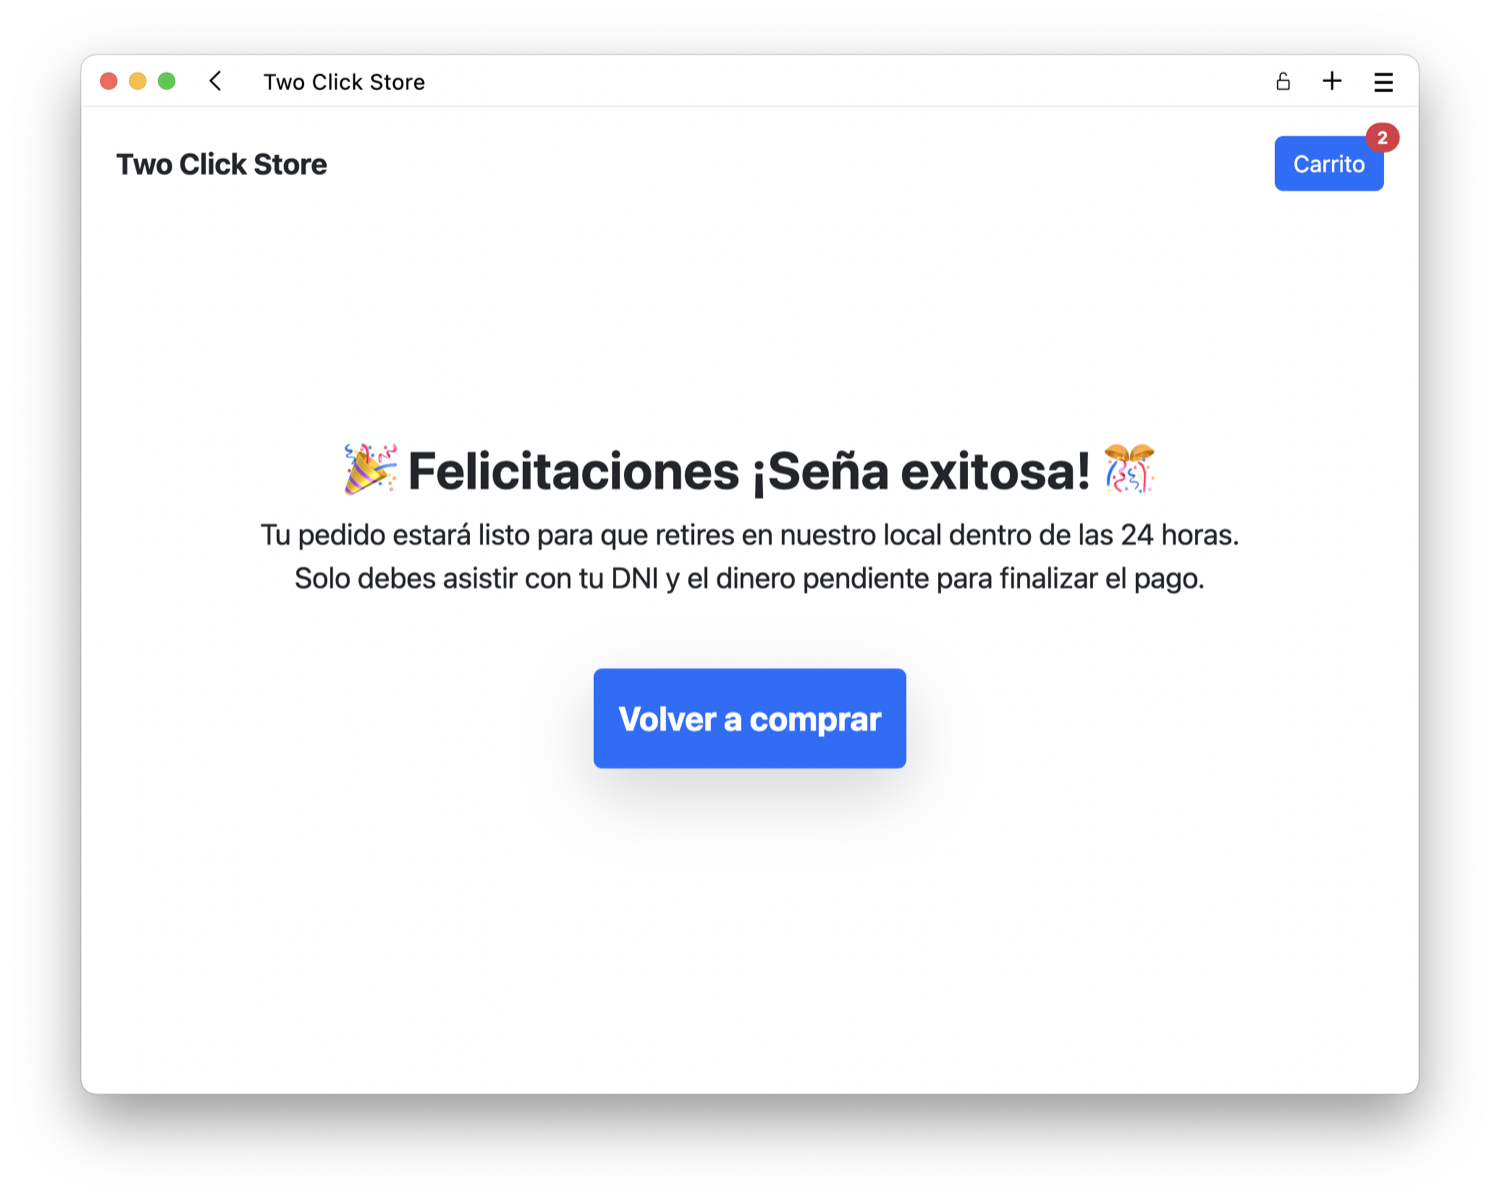 Two Click Store
Two Click Store
Carrito
2
Felicitaciones ¡Seña exitosa!
Tu pedido estará listo para que retires en nuestro local dentro de las 24 horas.
Solo debes asistir con tu DNI y el dinero pendiente para finalizar el pago.
Volver a comprar